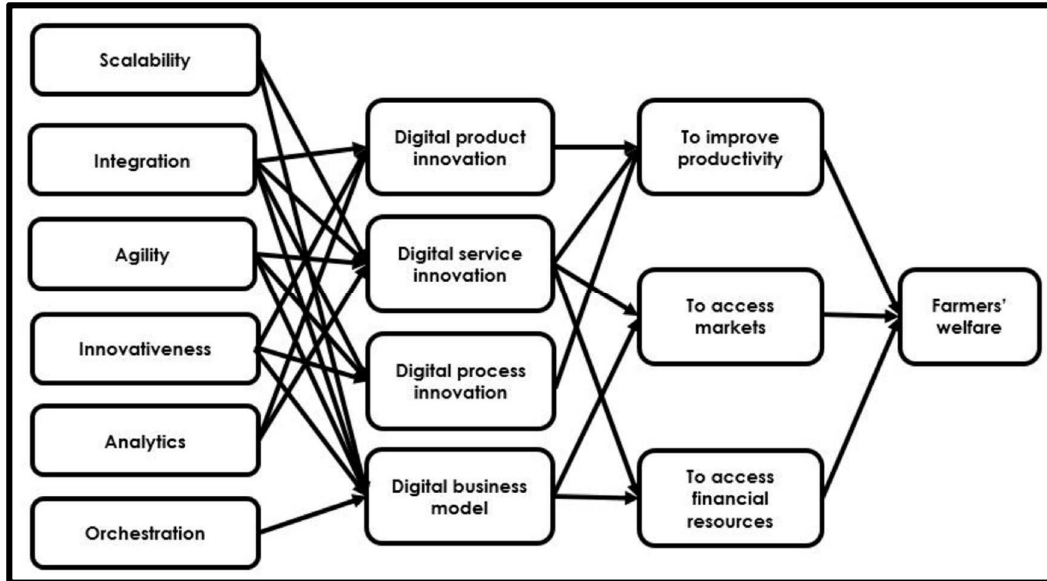 Scalability
Integration
Agility
Innovativeness
Analytics
Orchestration
Digital product
innovation
Digital service
innovation
Digital process
innovation
Digital business
model
To improve
productivity
To access
markets
To access
financial
resources
Farmers’
welfare